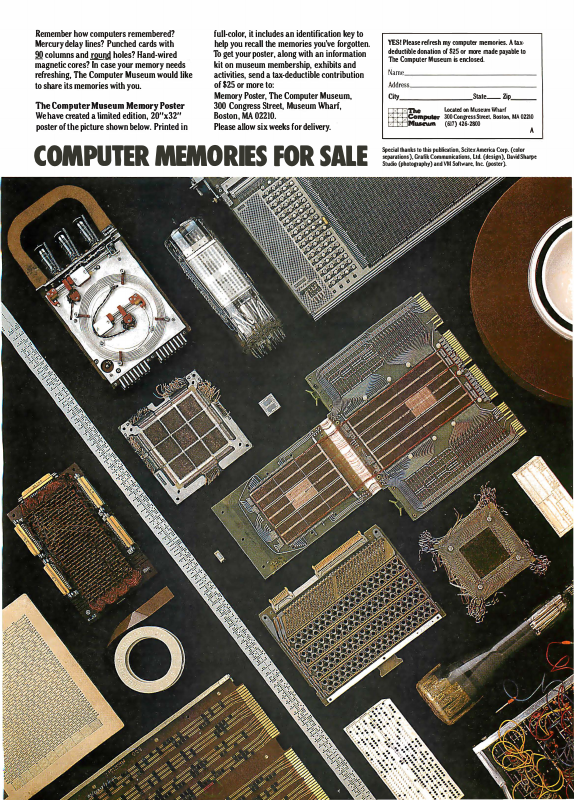 Remember how computers remembered?
Mercury delay lines? Punched cards with
90 columns and round holes? Hand-wired
magnetic cores? In case your memory needs
refreshing, The Computer Museum would like
to share its memories with you.
The Computer Museum Memory Poster
We have created a limited edition, 20"x32"
poster of the picture shown below. Printed in
full-color, it includes an identification key to
help you recall the memories you've forgotten.
To get your poster, along with an information
kit on museum membership, exhibits and
activities, send a tax-deductible contribution
of $25 or more to:
Memory Poster, The Computer Museum,
300 Congress Street, Museum Wharf,
Boston, MA 02210.
Please allow six weeks for delivery.
YES! Please refresh my computer memories. A tax-
deductible donation of $25 or more made payable to
The Computer Museum is enclosed.
Name
Address
City State Zip
The
Computer
Museum
Located on Museum Wharf
300 Congress Street, Boston, MA 02210
(617) 426-2800
A
COMPUTER MEMORIES FOR SALE
Special thanks to this publication, Scitex America Corp. (color
separations), Grafik Communications, Ltd. (design), David Sharpe
Studio (photography) and VM Software, Inc. (poster).